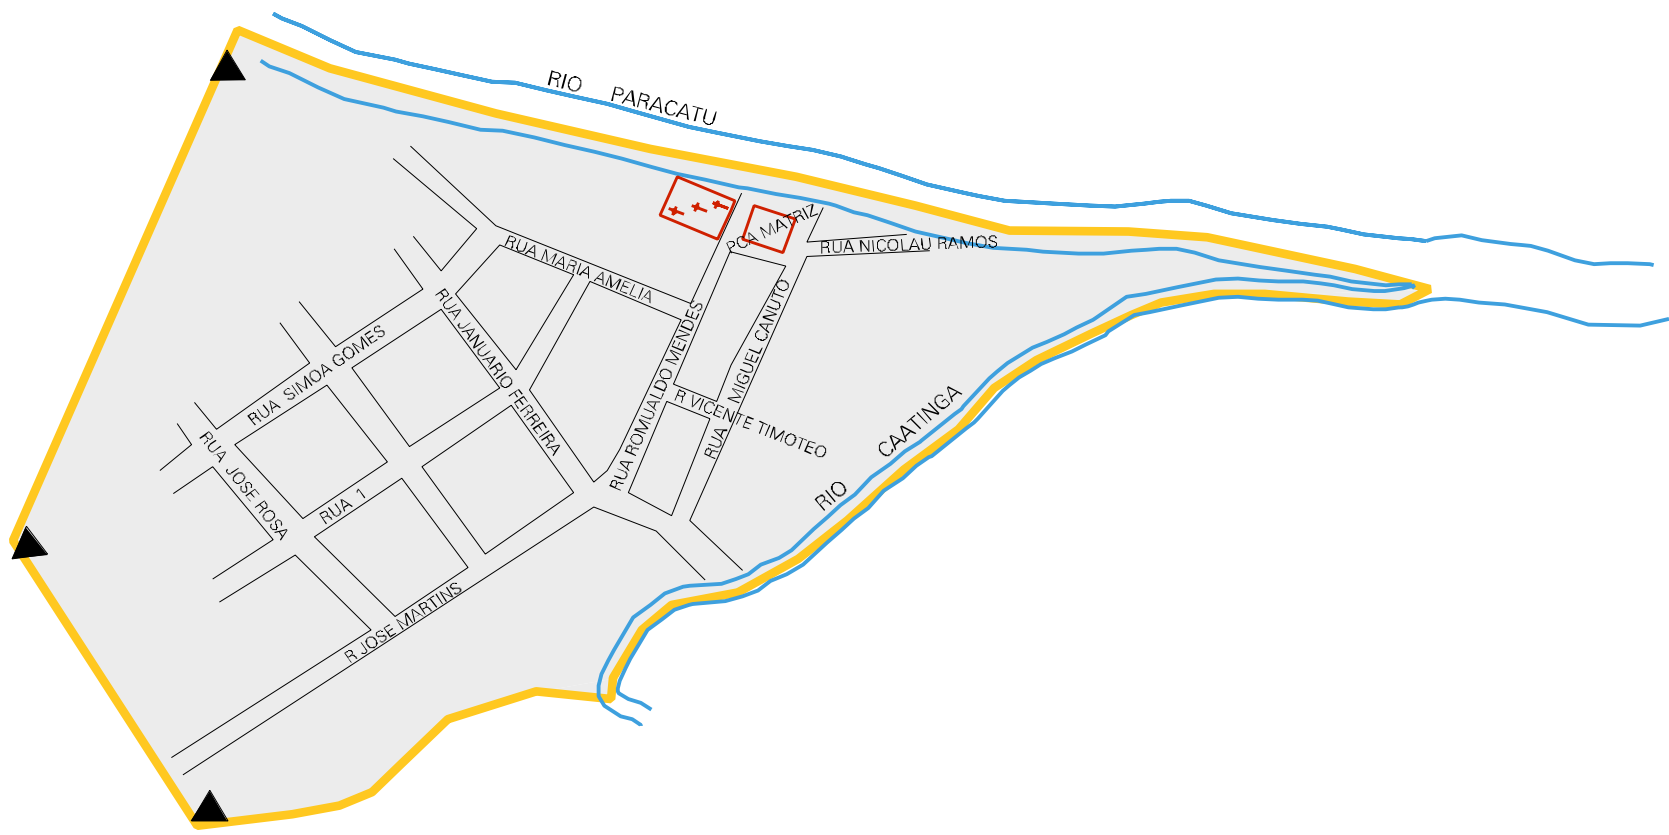 RIO PARACATU
PCA MATRIZ
RUA NICOLAU RAMOS
RUA MARIA AMELIA
RUA JANUARIO FERREIRA
RUA SIMOA GOMES
RUA ROMUALDO MENDES
RUA MIGUEL CANUTO
R VICENTE TIMOTEO
RUA JOSE ROSA
RUA 1
RIO CAATINGA
R JOSE MARTINS